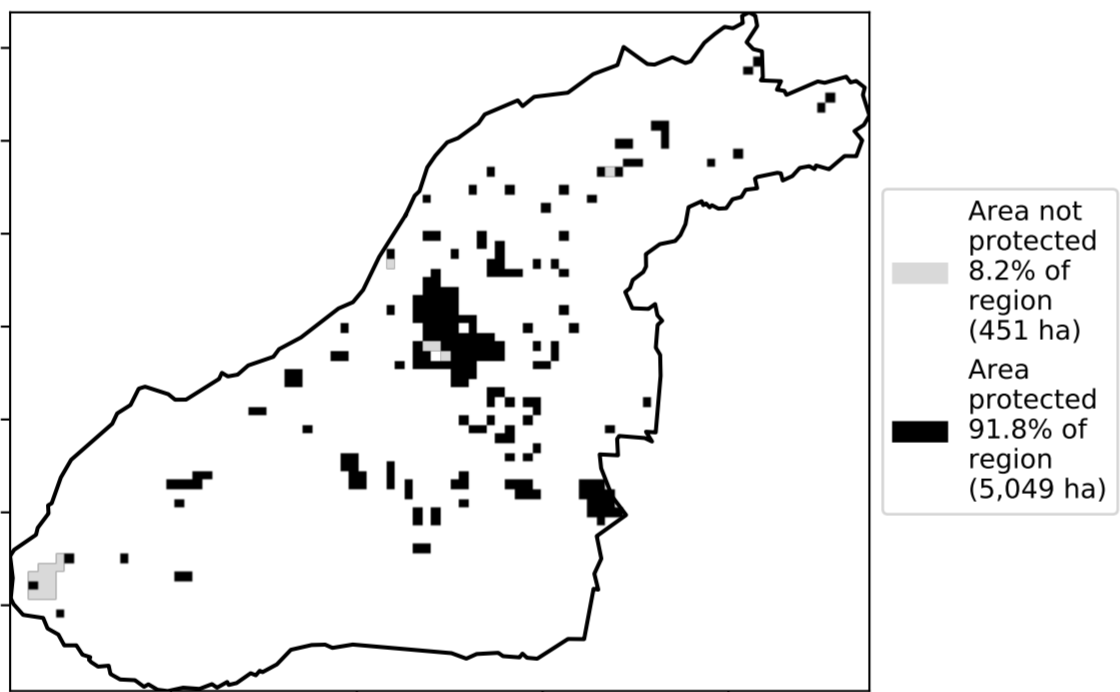 Area not
protected
8.2% of
region
(451 ha)
Area
protected
91.8% of
region
(5,049 ha)